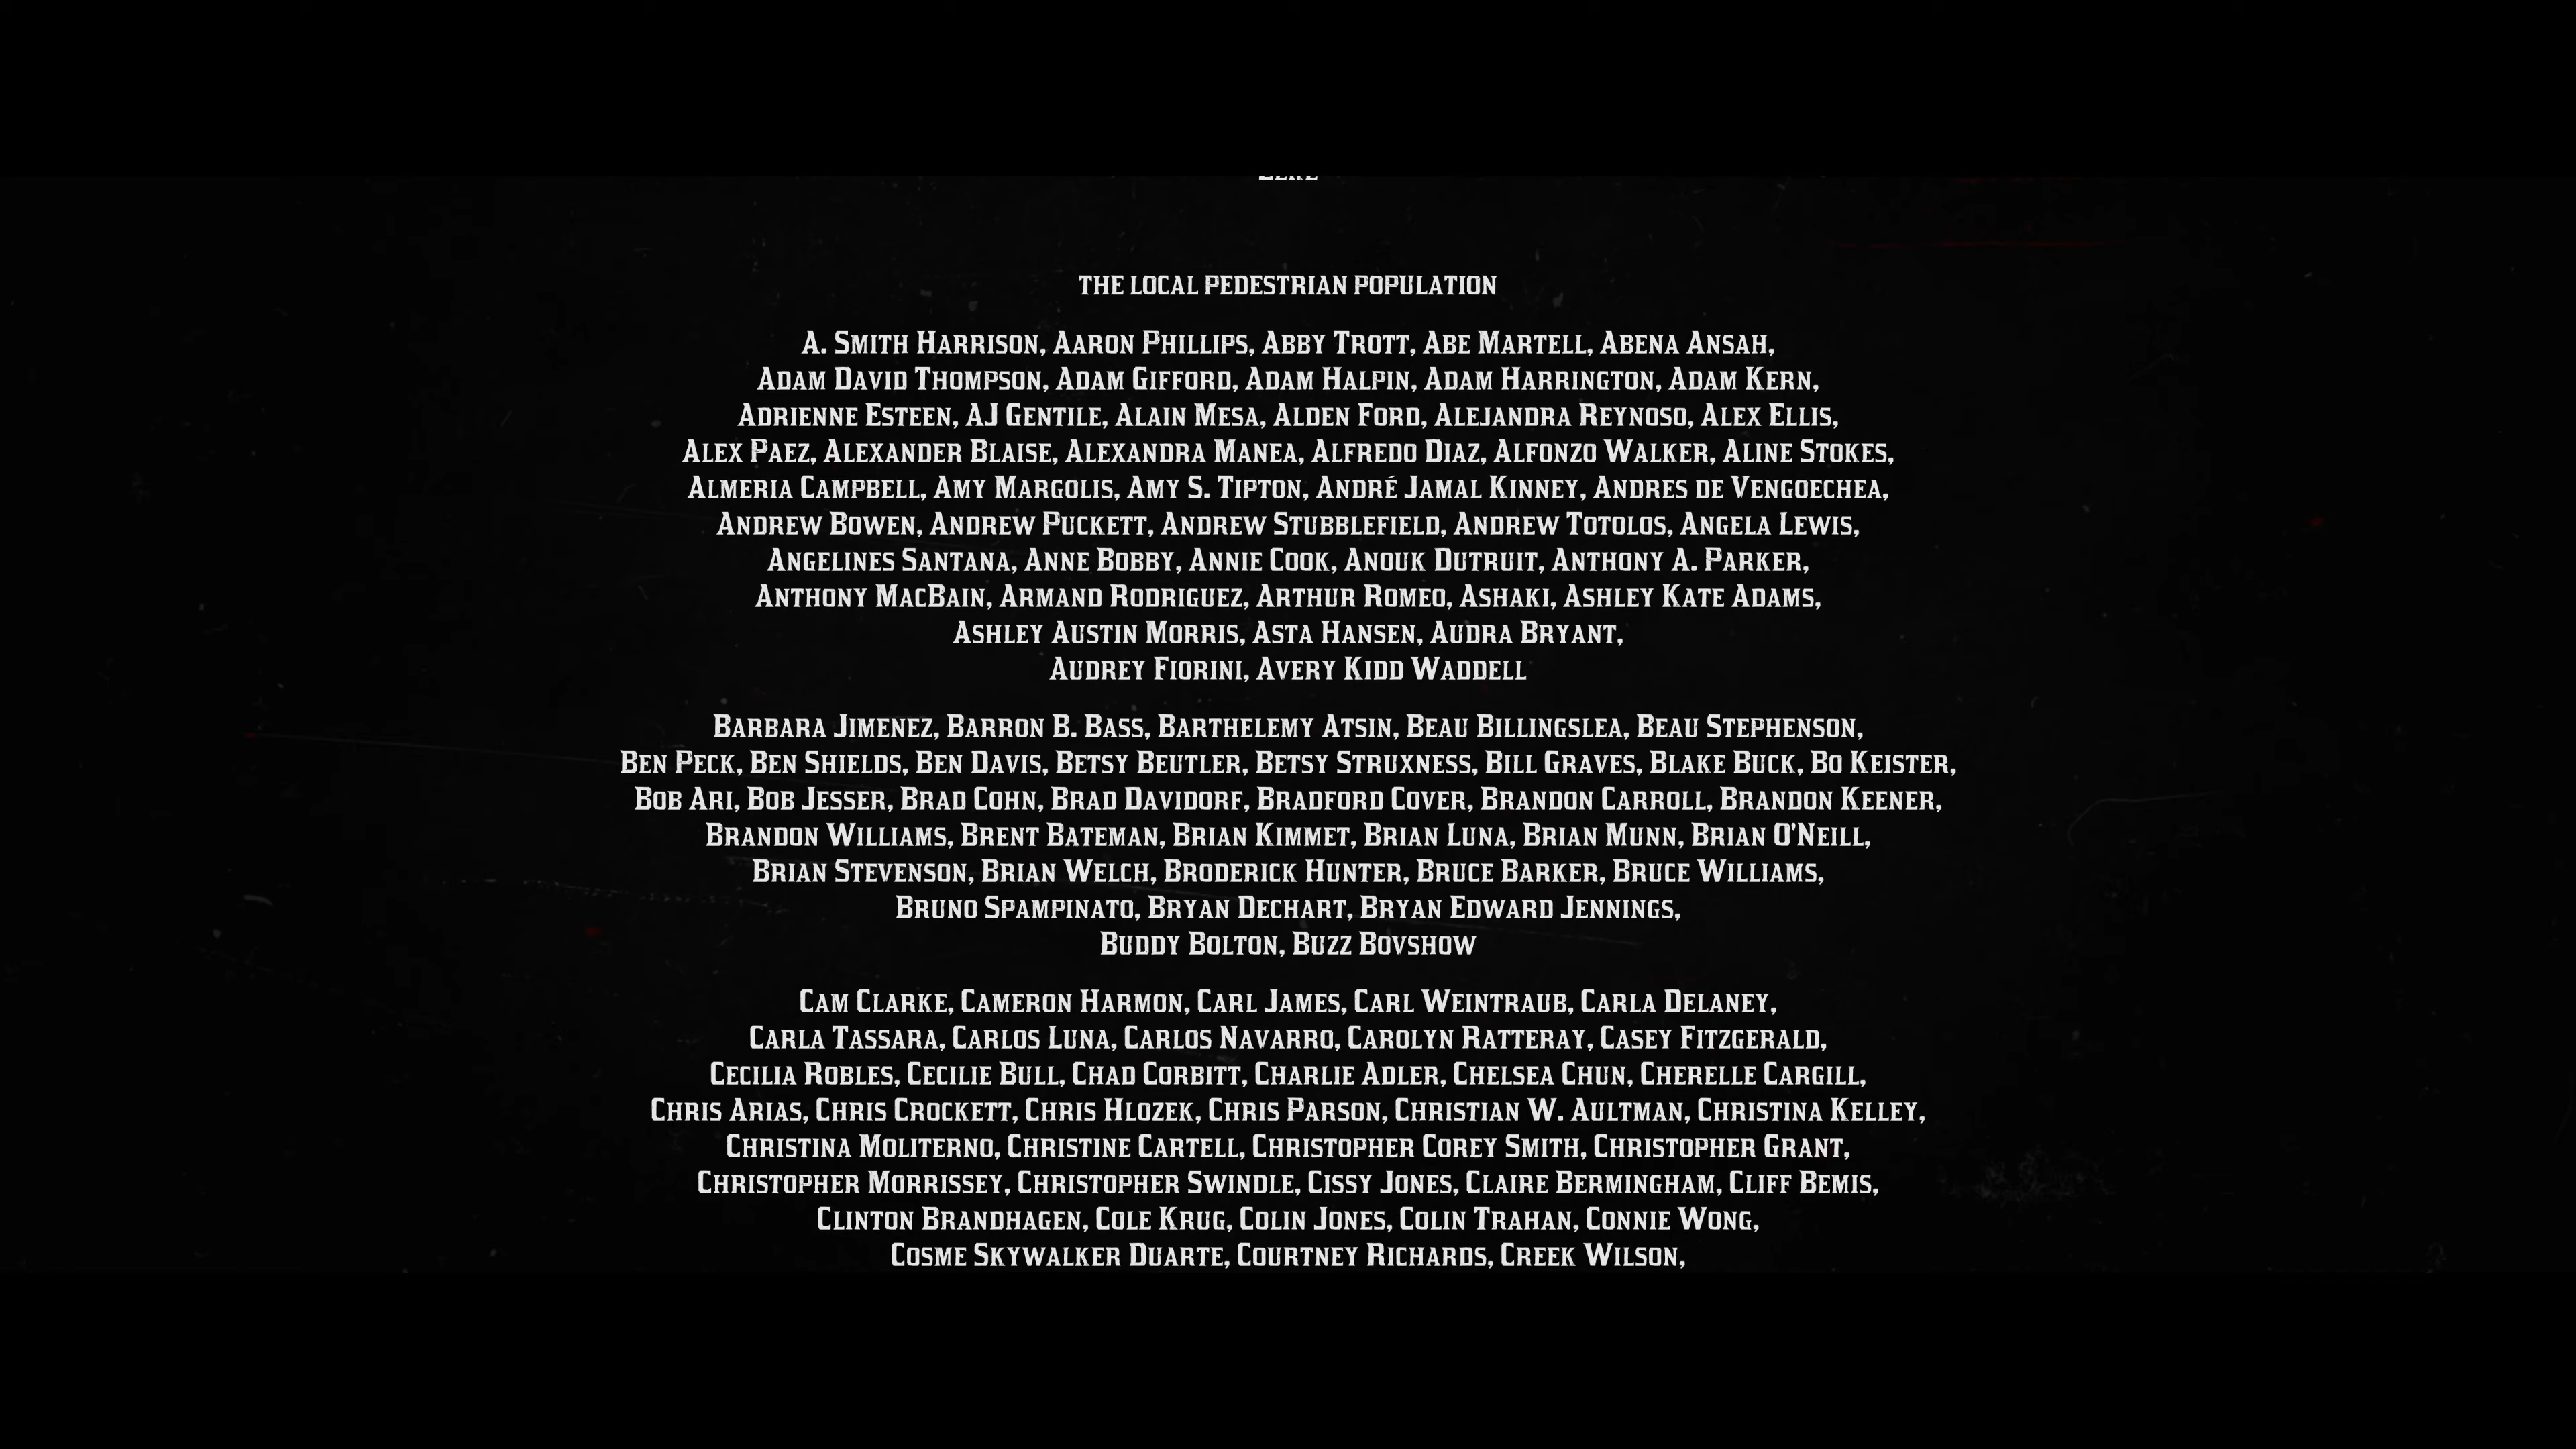 THE LOCAL PEDESTRIAN POPULATION
A. SMITH HARRISON, AARON PHILLIPS, ABBY TROTT, ABE MARTELL, ABENA ANSAH,
ADAM DAVID THOMPSON, ADAM GIFFORD, ADAM HALPIN, ADAM HARRINGTON, ADAM KERN,
ADRIENNE ESTEEN, AJ GENTILE, ALAIN MESA, ALDEN FORD, ALEJANDRA REYNOSO, ALEX ELLIS,
ALEX PAEZ, ALEXANDER BLAISE, ALEXANDRA MANEA, ALFREDO DIAZ, ALFONZO WALKER, ALINE STOKES,
ALMERIA CAMPBELL, AMY MARGOLIS, AMY S. TIPTON, ANDRÉ JAMAL KINNEY, ANDRES DE VENGOECHEA,
ANDREW BOWEN, ANDREW PUCKETT, ANDREW STUBBLEFIELD, ANDREW TOTOLOS, ANGELA LEWIS,
ANGELINES SANTANA, ANNE BOBBY, ANNIE COOK, ANOUK DUTRUIT, ANTHONY A. PARKER,
ANTHONY MACBAIN, ARMAND RODRIGUEZ, ARTHUR ROMEO, ASHAKI, ASHLEY KATE ADAMS,
ASHLEY AUSTIN MORRIS, ASTA HANSEN, AUDRA BRYANT,
AUDREY FIORINI, AVERY KIDD WADDELL
BARBARA JIMENEZ, BARRON B. BASS, BARTHELEMY ATSIN, BEAU BILLINGSLEA, BEAU STEPHENSON,
BEN PECK, BEN SHIELDS, BEN DAVIS, BETSY BEUTLER, BETSY STRUXNESS, BILL GRAVES, BLAKE BUCK, BO KEISTER,
BOB ARI, BOB JESSER, BRAD COHN, BRAD DAVIDORF, BRADFORD COVER, BRANDON CARROLL, BRANDON KEENER,
BRANDON WILLIAMS, BRENT BATEMAN, BRIAN KIMMET, BRIAN LUNA, BRIAN MUNN, BRIAN O'NEILL,
BRIAN STEVENSON, BRIAN WELCH, BRODERICK HUNTER, BRUCE BARKER, BRUCE WILLIAMS,
BRUNO SPAMPINATO, BRYAN DECHART, BRYAN EDWARD JENNINGS,
BUDDY BOLTON, BUZZ BOVSHOW
CAM CLARKE, CAMERON HARMON, CARL JAMES, CARL WEINTRAUB, CARLA DELANEY,
CARLA TASSARA, CARLOS LUNA, CARLOS NAVARRO, CAROLYN RATTERAY, CASEY FITZGERALD,
CECILIA ROBLES, CECILIE BULL, CHAD CORBITT, CHARLIE ADLER, CHELSEA CHUN, CHERELLE CARGILL,
CHRIS ARIAS, CHRIS CROCKETT, CHRIS HLOZEK, CHRIS PARSON, CHRISTIAN W. AULTMAN, CHRISTINA KELLEY,
CHRISTINA MOLITERNO, CHRISTINE CARTELL, CHRISTOPHER COREY SMITH, CHRISTOPHER GRANT,
CHRISTOPHER MORRISSEY, CHRISTOPHER SWINDLE, CISSY JONES, CLAIRE BERMINGHAM, CLIFF BEMIS,
CLINTON BRANDHAGEN, COLE KRUG, COLIN JONES, COLIN TRAHAN, CONNIE WONG,
COSME SKYWALKER DUARTE, COURTNEY RICHARDS, CREEK WILSON,